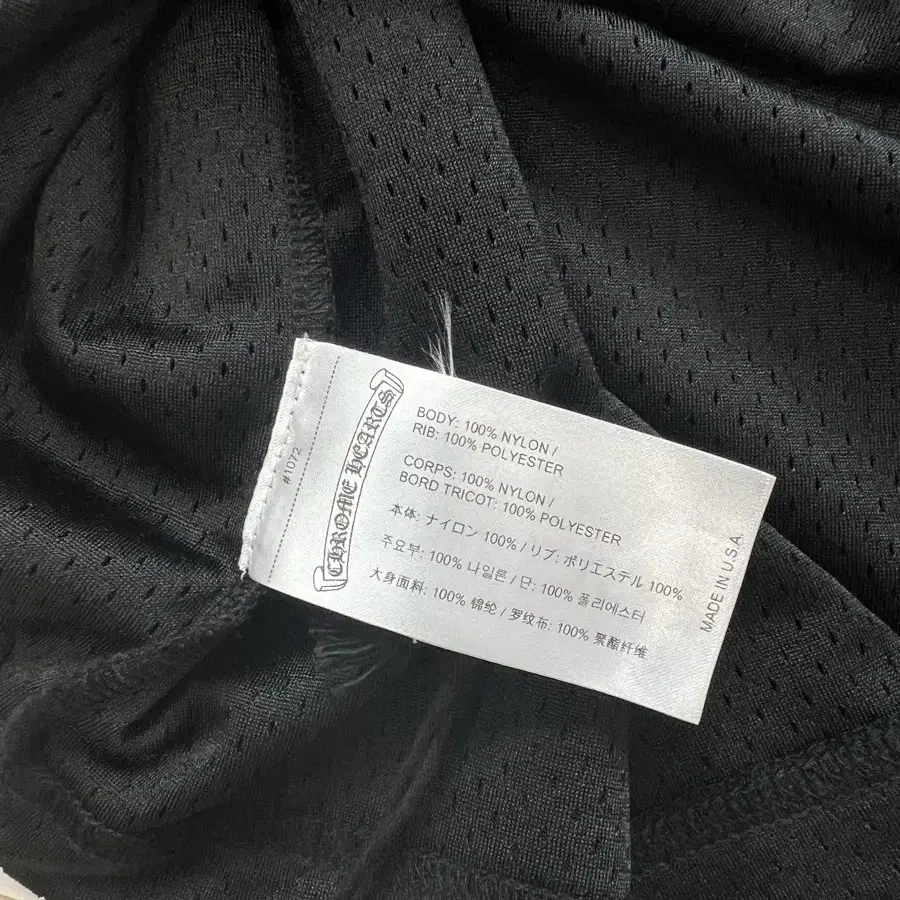 #1072
CHROME HEARTS
BODY: 100% NYLON /
RIB: 100% POLYESTER
CORPS: 100% NYLON /
BORD TRICOT: 100% POLYESTER
本体: ナイロン 100% / リブ: ポリエステル 100%
주요부: 100% 나일론 / 단: 100% 폴리에스터
大身面料: 100% 锦纶 / 罗纹布: 100% 聚酯纤维
MADE IN U.S.A.